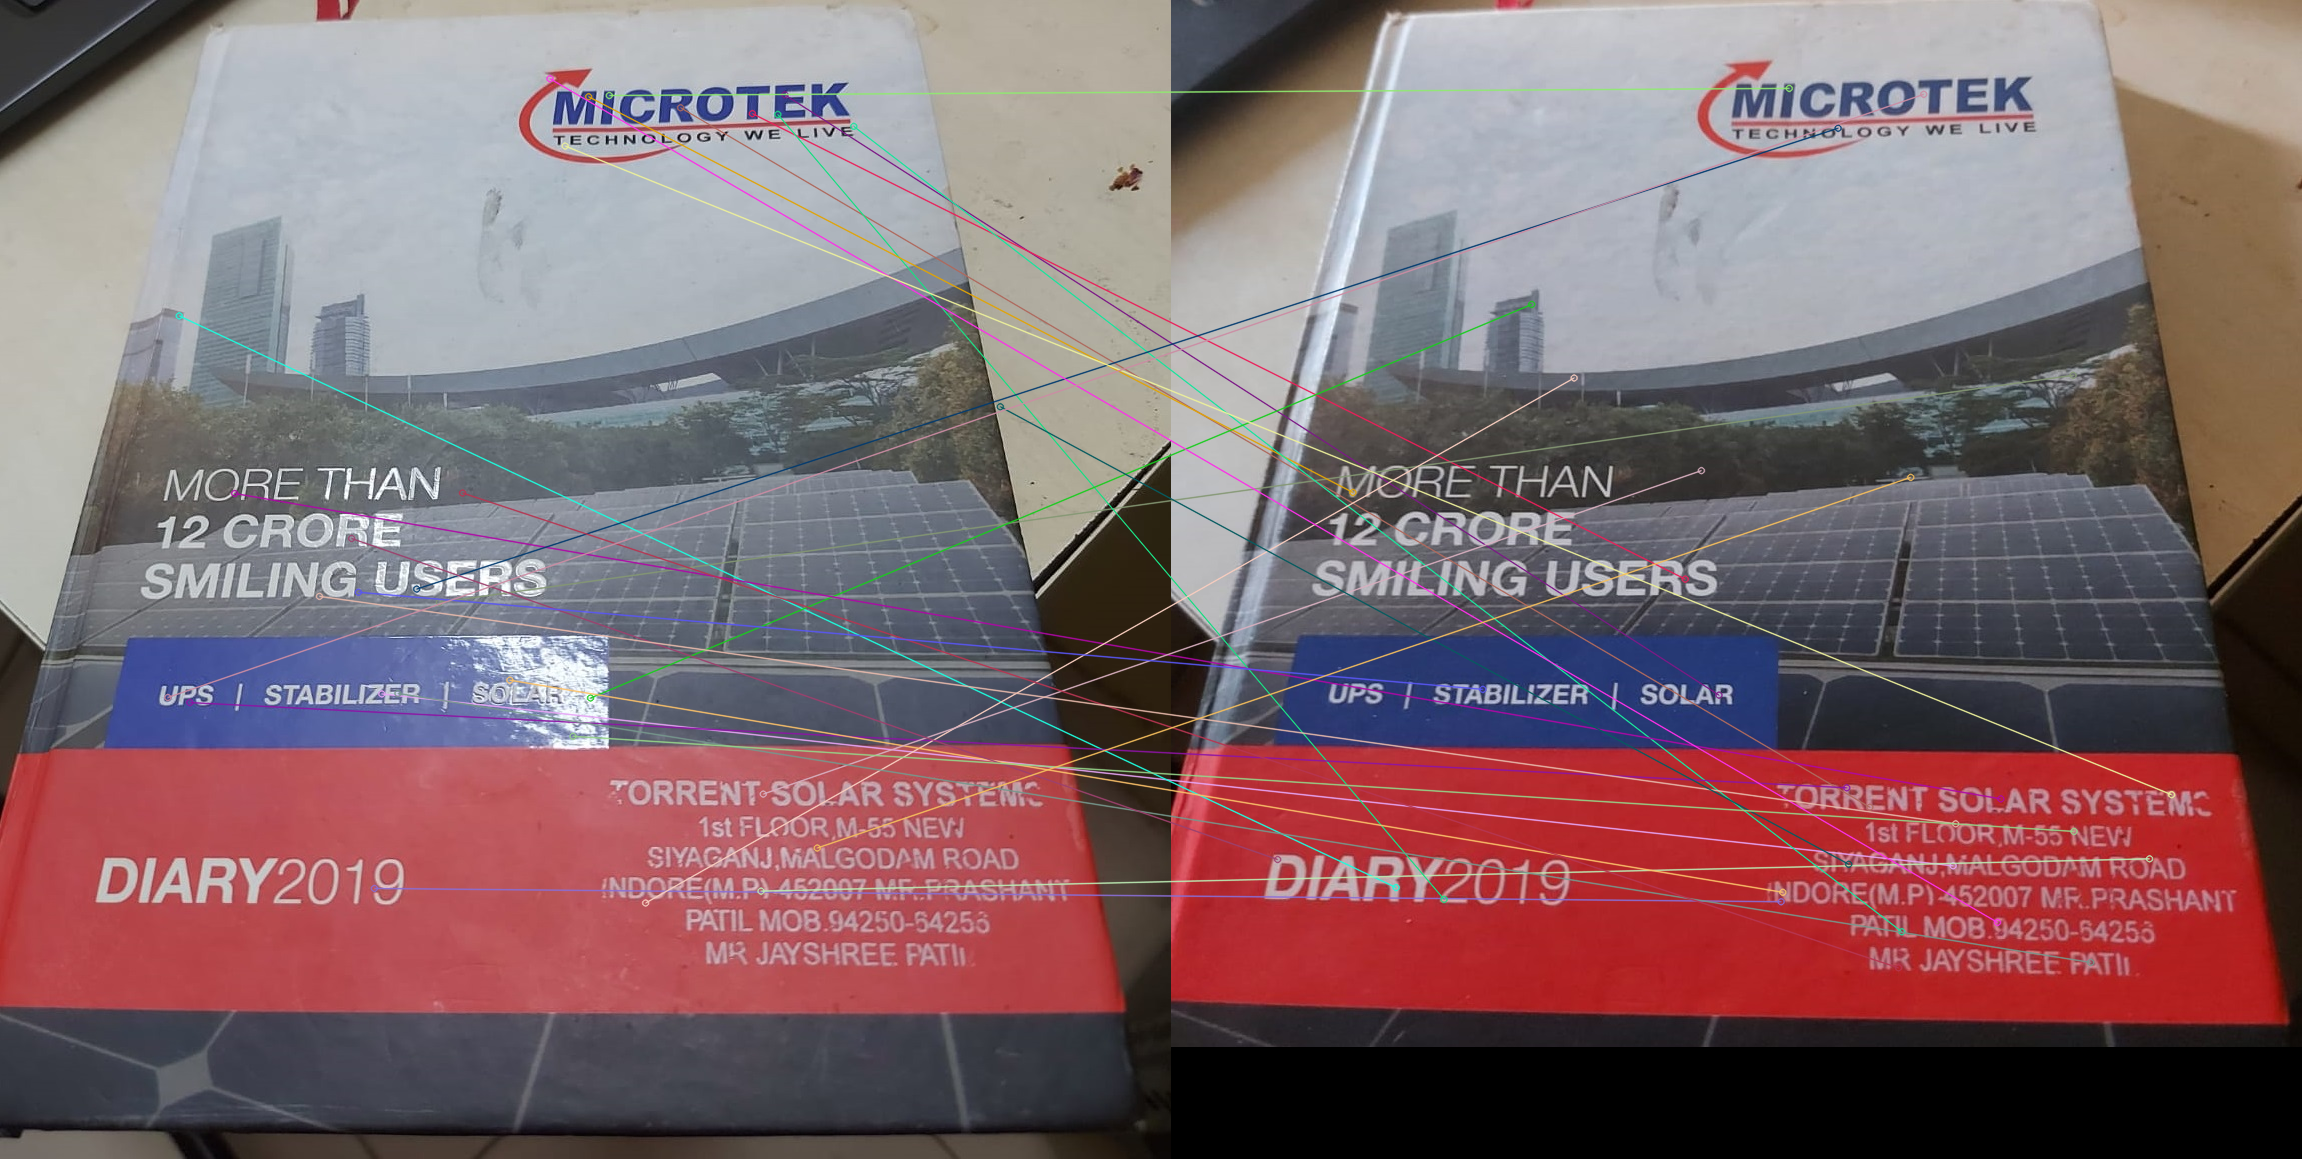 MICROTEK
TECHNOLOGY WE LIVE
MORE THAN
12 CRORE
SMILING USERS
UPS | STABILIZER | SOLAR
DIARY2019
TORRENT SOLAR SYSTEMS
1st FLOOR,M-55 NEW
SIYAGANJ,MALGODAM ROAD
INDORE(M.P)-452007 MR.PRASHANT
PATIL MOB.94250-64256
MR JAYSHREE PATIL
MICROTEK
TECHNOLOGY WE LIVE
MORE THAN
12 CRORE
SMILING USERS
UPS | STABILIZER | SOLAR
DIARY2019
TORRENT SOLAR SYSTEMS
1st FLOOR,M-55 NEW
SIYAGANJ,MALGODAM ROAD
INDORE(M.P)-452007 MR.PRASHANT
PATIL MOB.94250-64256
MR JAYSHREE PATIL